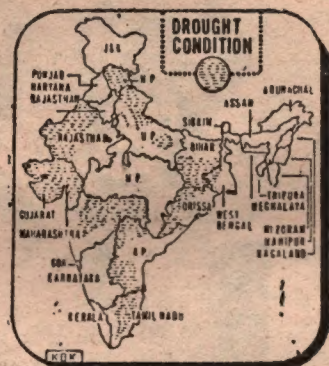 DROUGHT
CONDITION
J&K
PUNJAB
HARYANA
RAJASTHAN
H.P.
ARUNACHAL
ASSAM
SIKKIM
RAJASTHAN
U.P.
BIHAR
M.P.
GUJARAT
MAHARASHTRA
ORISSA
WEST
BENGAL
TRIPURA
MEGHALAYA
MIZORAM
MANIPUR
NAGALAND
A.P.
GOA
KARNATAKA
KERALA
TAMIL NADU
KBK